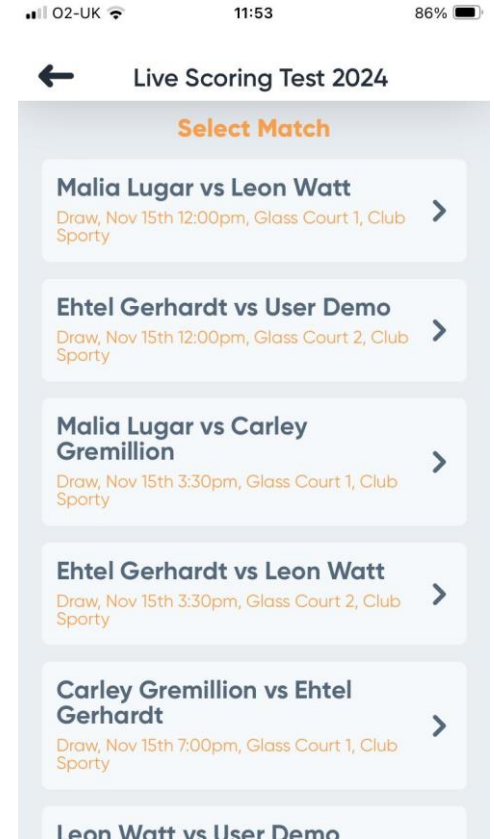 O2-UK 11:53 86%
Live Scoring Test 2024
Select Match
Malia Lugar vs Leon Watt
Draw, Nov 15th 12:00pm, Glass Court 1, Club
Sporty
Ehtel Gerhardt vs User Demo
Draw, Nov 15th 12:00pm, Glass Court 2, Club
Sporty
Malia Lugar vs Carley
Gremillion
Draw, Nov 15th 3:30pm, Glass Court 1, Club
Sporty
Ehtel Gerhardt vs Leon Watt
Draw, Nov 15th 3:30pm, Glass Court 2, Club
Sporty
Carley Gremillion vs Ehtel
Gerhardt
Draw, Nov 15th 7:00pm, Glass Court 1, Club
Sporty
Leon Watt vs User Demo